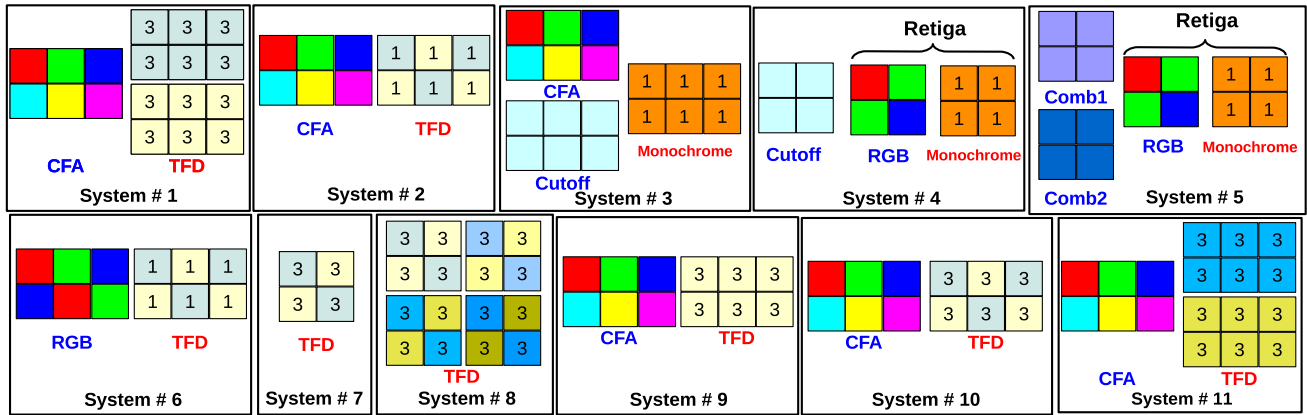 3 3 3
3 3 3
3 3 3
3 3 3
CFA TFD
System # 1
1 1 1
1 1 1
CFA TFD
System # 2
CFA
1 1 1
1 1 1
Cutoff
Monochrome
System # 3
Retiga
1 1
1 1
Cutoff RGB Monochrome
System # 4
Retiga
Comb1
1 1
1 1
RGB Monochrome
Comb2
System # 5
1 1 1
1 1 1
RGB TFD
System # 6
3 3
3 3
TFD
System # 7
3 3 3 3
3 3 3 3
3 3 3 3
3 3 3 3
TFD
System # 8
3 3 3
3 3 3
CFA TFD
System # 9
3 3 3
3 3 3
CFA TFD
System # 10
3 3 3
3 3 3
3 3 3
3 3 3
CFA TFD
System # 11